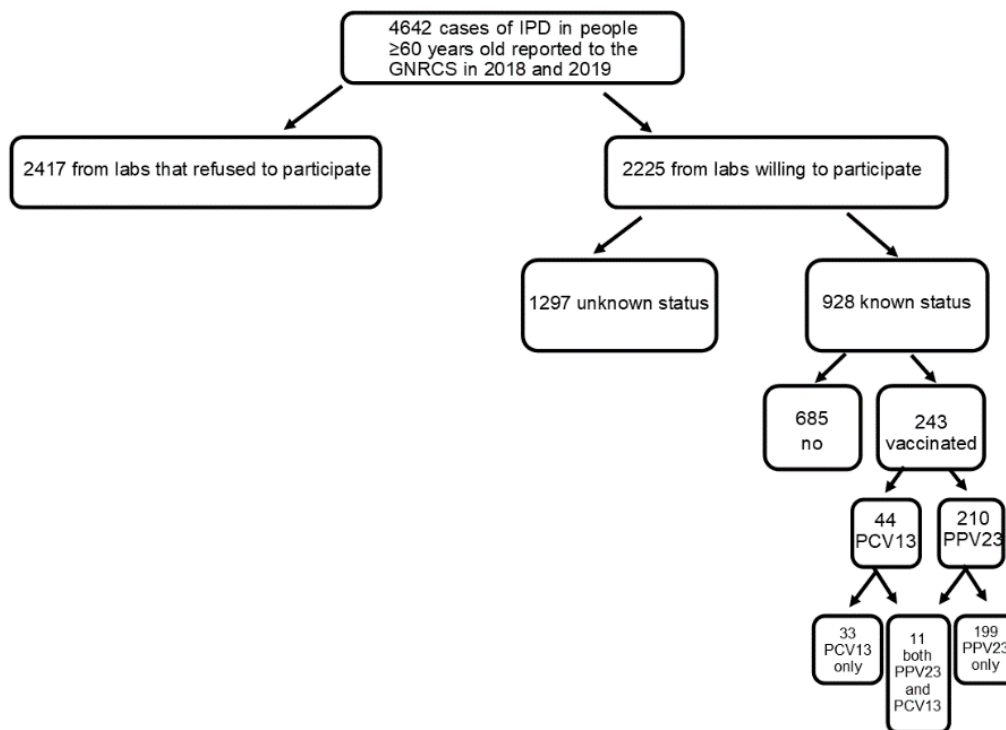 4642 cases of IPD in people
≥60 years old reported to the
GNRCS in 2018 and 2019
2417 from labs that refused to participate
2225 from labs willing to participate
1297 unknown status
928 known status
685
no
243
vaccinated
44
PCV13
210
PPV23
33
PCV13
only
11
both
PPV23
and
PCV13
199
PPV23
only